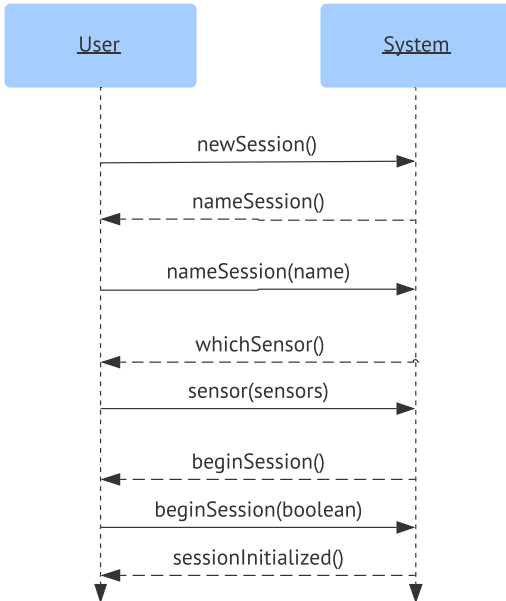 User
System
newSession()
nameSession()
nameSession(name)
whichSensor()
sensor(sensors)
beginSession()
beginSession(boolean)
sessionInitialized()